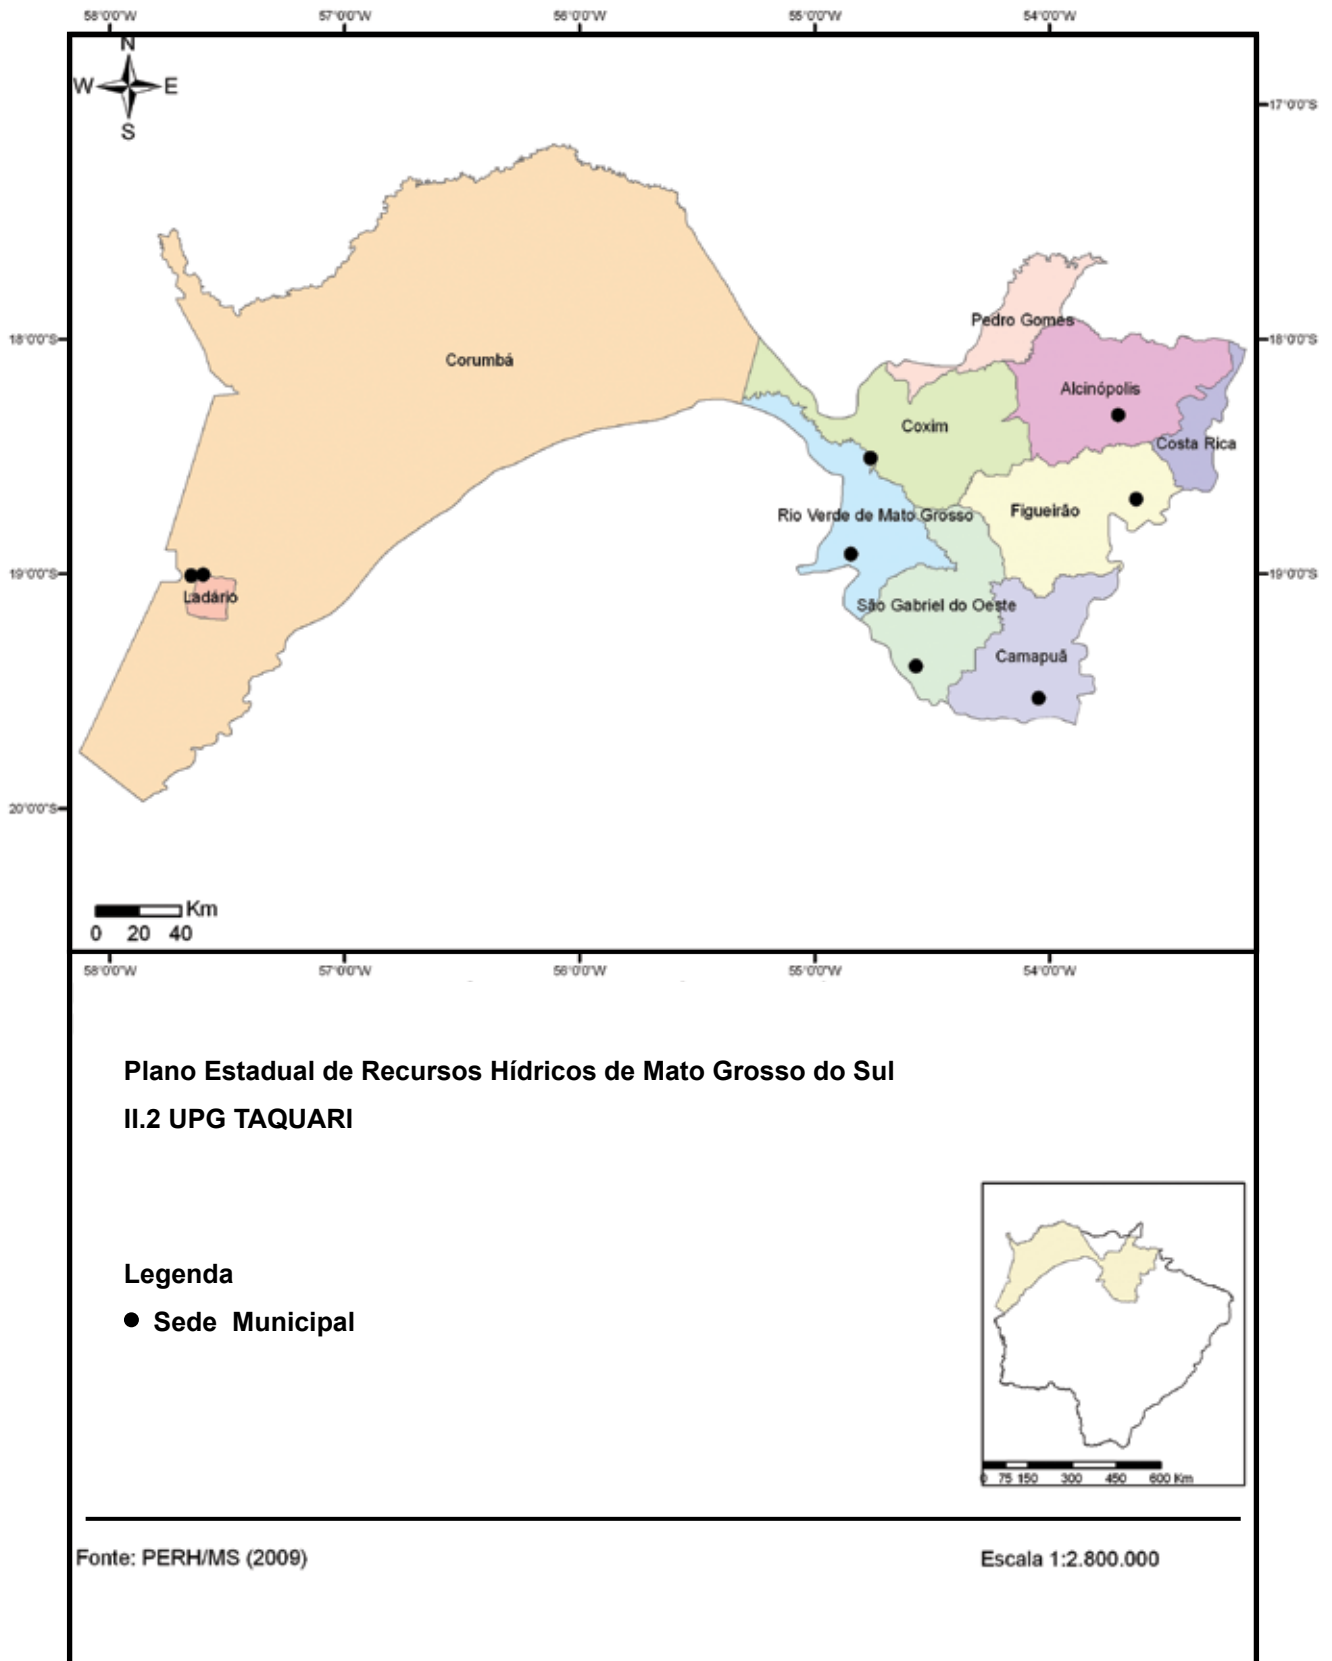 58°0'0"W 57°0'0"W 56°0'0"W 55°0'0"W 54°0'0"W
N
W E
S
17°0'0"S
Pedro Gomes
18°0'0"S 18°0'0"S
Corumbá
Alcinópolis
Coxim
Costa Rica
Figueirão
Rio Verde de Mato Grosso
19°0'0"S 19°0'0"S
Ladário
São Gabriel do Oeste
Camapuã
20°0'0"S
Km
0 20 40
58°0'0"W 57°0'0"W 56°0'0"W 55°0'0"W 54°0'0"W
Plano Estadual de Recursos Hídricos de Mato Grosso do Sul
II.2 UPG TAQUARI
Legenda
Sede Municipal
0 75 150 300 450 600 Km
Fonte: PERH/MS (2009)
Escala 1:2.800.000